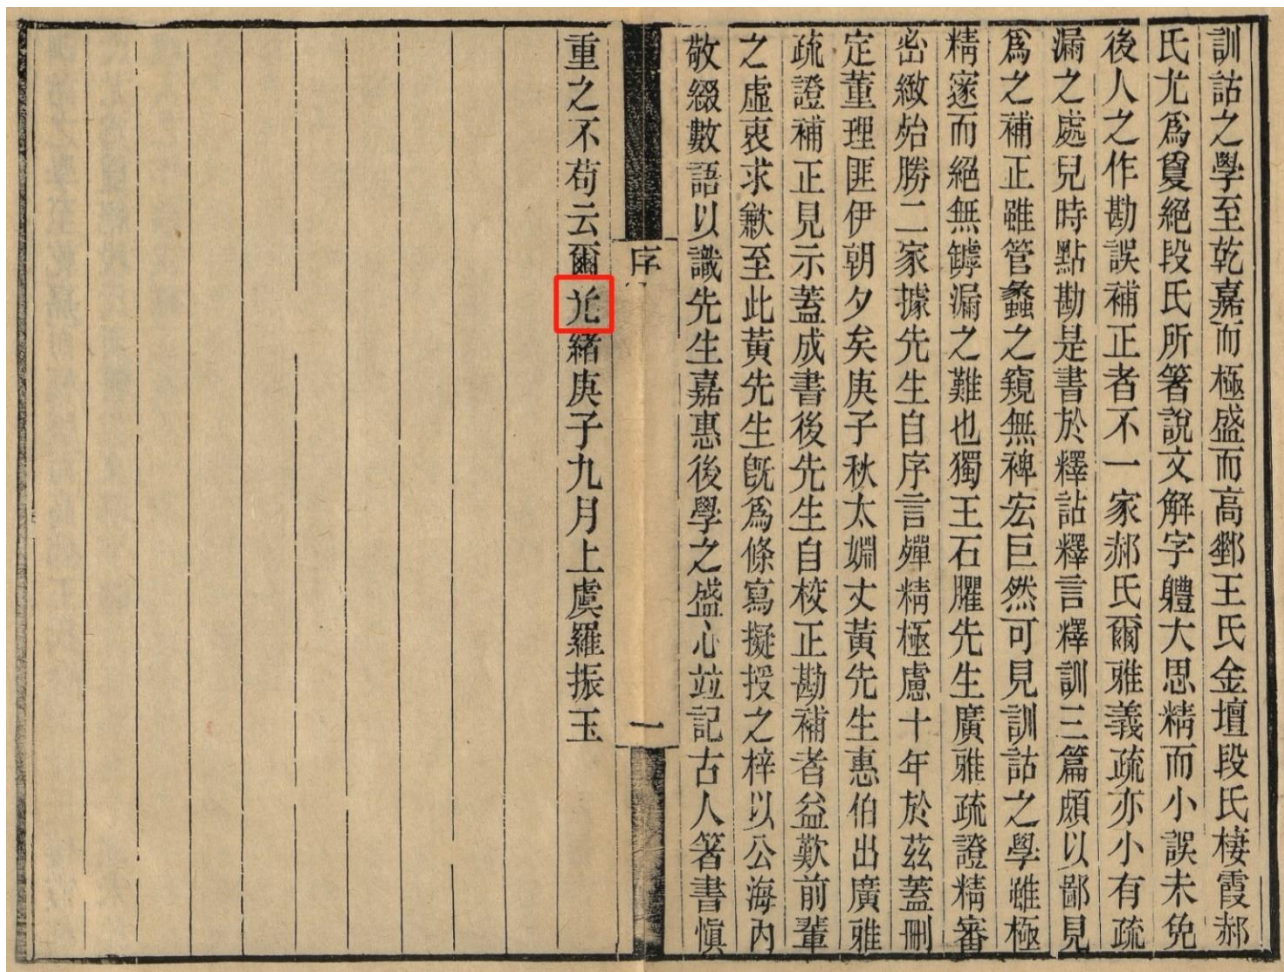 訓詁之學至乾嘉而極盛而高郵王氏金壇段氏棲霞郝
氏尤爲敻絕段氏所箸說文解字軆大思精而小誤未免
後人之作勘誤補正者不一家郝氏爾雅義疏亦小有疏
漏之處兒時點勘是書於釋詁釋言釋訓三篇頗以鄙見
爲之補正雖管蠡之窺無裨宏巨然可見訓詁之學雖極
精邃而絕無罅漏之難也獨王石臞先生廣雅疏證精審
密緻殆勝二家據先生自序言殫精極慮十年於茲蓋刪
定董理匪伊朝夕矣庚子秋太姻丈黃先生惠伯出廣雅
疏證補正見示蓋成書後先生自校正勘補者益歎前輩
之虛衷求歉至此黃先生旣爲條寫擬授之梓以公海內
敬綴數語以識先生嘉惠後學之盛心竝記古人箸書愼
序
一
重之不苟云爾光緒庚子九月上虞羅振玉